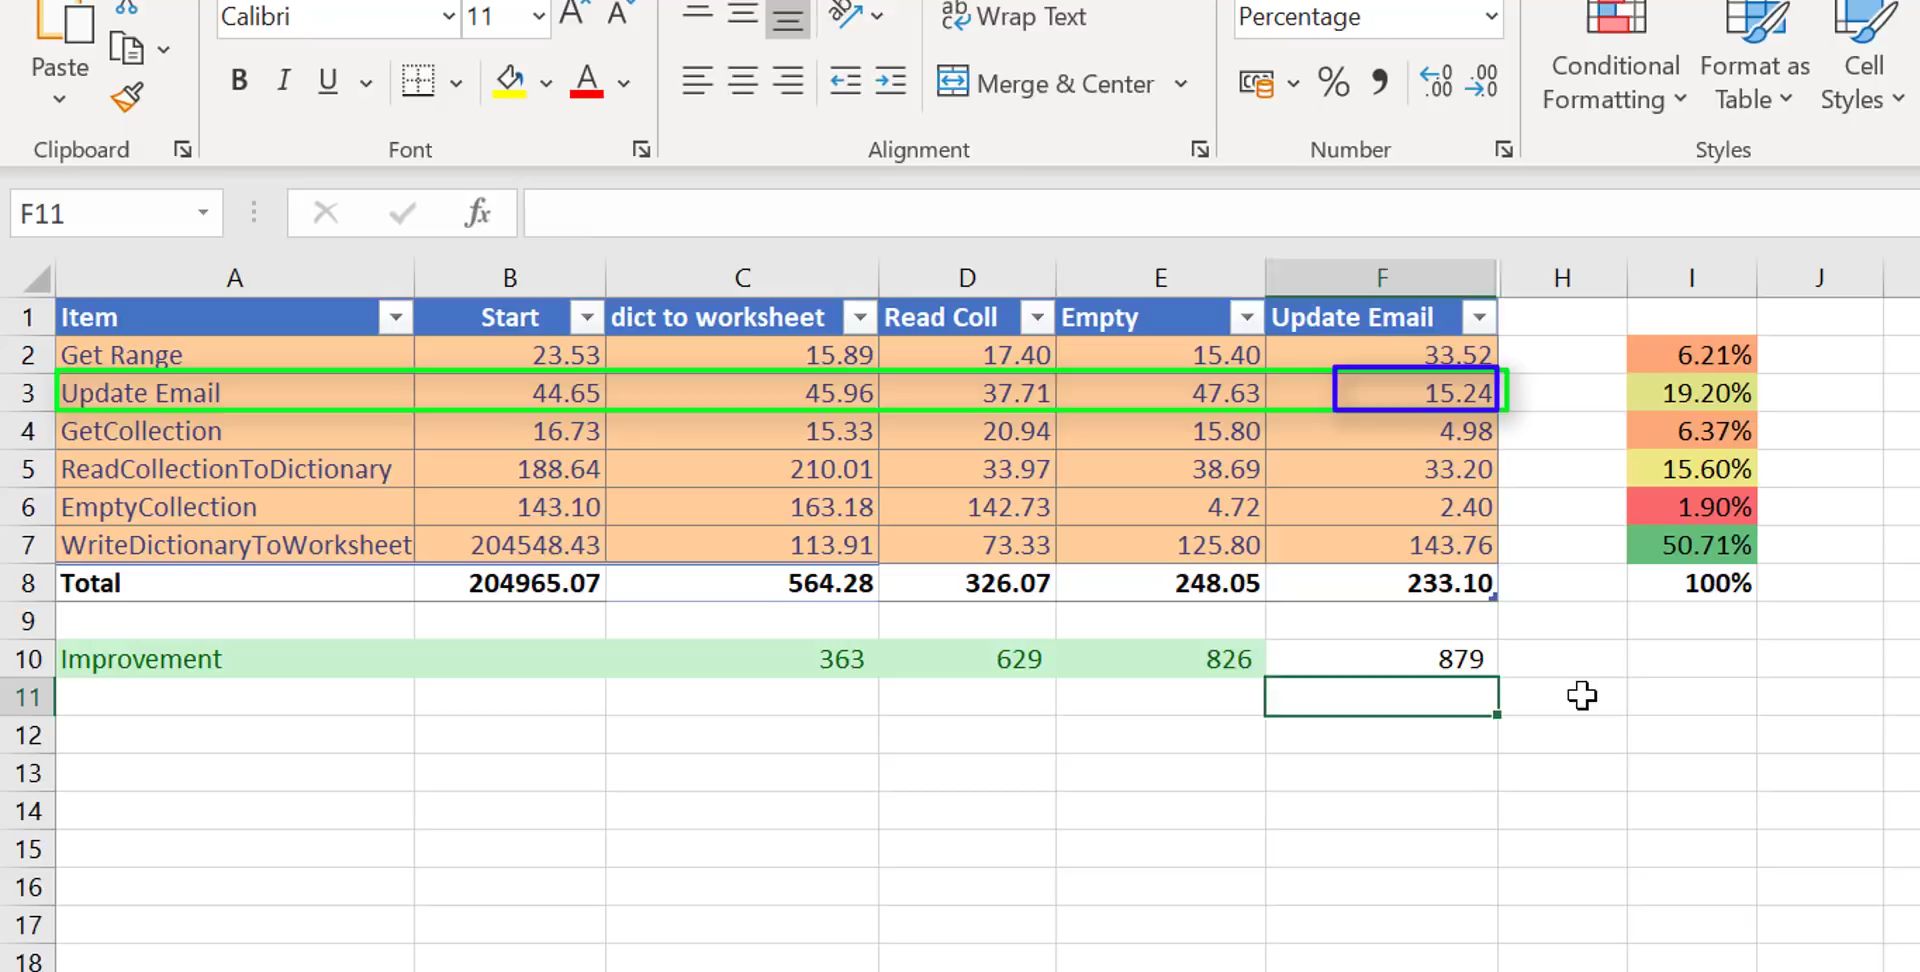 Calibri 11 ab Wrap Text Percentage
Paste B I U A Merge & Center % Conditional Formatting Format as Table Cell Styles
Clipboard Font Alignment Number Styles
F11 fx
A B C D E F H I J
1 Item Start dict to worksheet Read Coll Empty Update Email
2 Get Range 23.53 15.89 17.40 15.40 33.52 6.21%
3 Update Email 44.65 45.96 37.71 47.63 15.24 19.20%
4 GetCollection 16.73 15.33 20.94 15.80 4.98 6.37%
5 ReadCollectionToDictionary 188.64 210.01 33.97 38.69 33.20 15.60%
6 EmptyCollection 143.10 163.18 142.73 4.72 2.40 1.90%
7 WriteDictionaryToWorksheet 204548.43 113.91 73.33 125.80 143.76 50.71%
8 Total 204965.07 564.28 326.07 248.05 233.10 100%
9
10 Improvement 363 629 826 879
11
12
13
14
15
16
17
18